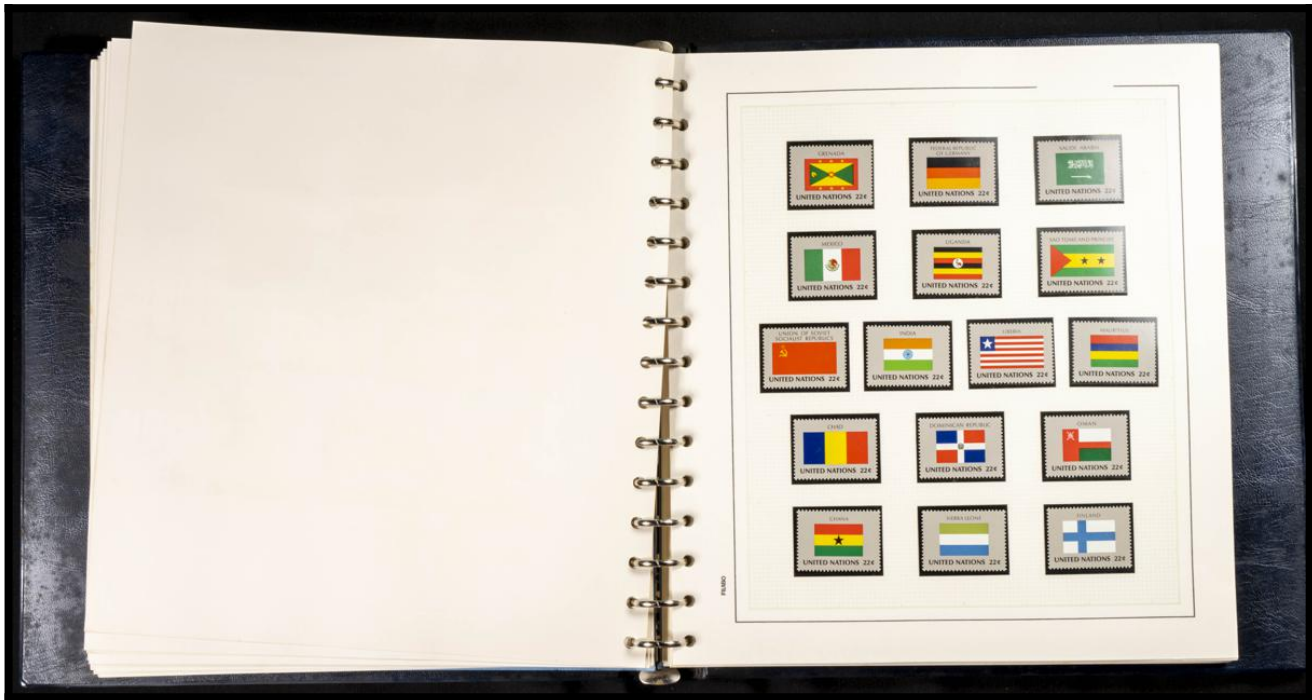 GRENADA
UNITED NATIONS 22¢
FEDERAL REPUBLIC
OF GERMANY
UNITED NATIONS 22¢
SAUDI ARABIA
UNITED NATIONS 22¢
MEXICO
UNITED NATIONS 22¢
UGANDA
UNITED NATIONS 22¢
SAO TOME AND PRINCIPE
UNITED NATIONS 22¢
UNION OF SOVIET
SOCIALIST REPUBLICS
UNITED NATIONS 22¢
INDIA
UNITED NATIONS 22¢
LIBERIA
UNITED NATIONS 22¢
MAURITIUS
UNITED NATIONS 22¢
CHAD
UNITED NATIONS 22¢
DOMINICAN REPUBLIC
UNITED NATIONS 22¢
OMAN
UNITED NATIONS 22¢
GHANA
UNITED NATIONS 22¢
SIERRA LEONE
UNITED NATIONS 22¢
FINLAND
UNITED NATIONS 22¢